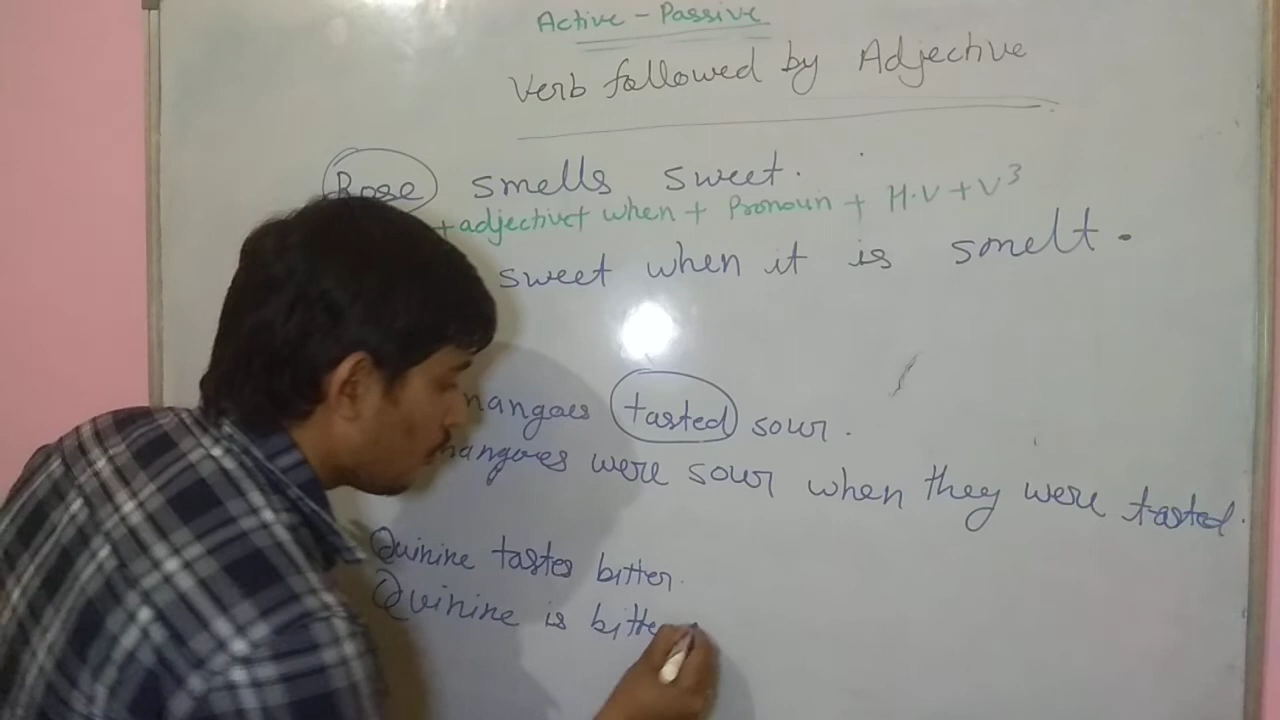 Active - Passive
Verb followed by Adjective
Rose smells sweet.
+ adjective+ when + Pronoun + H.V + V³
sweet when it is smelt.
mangoes tasted sour.
mangoes were sour when they were tasted.
Quinine tastes bitter.
Quinine is bitte